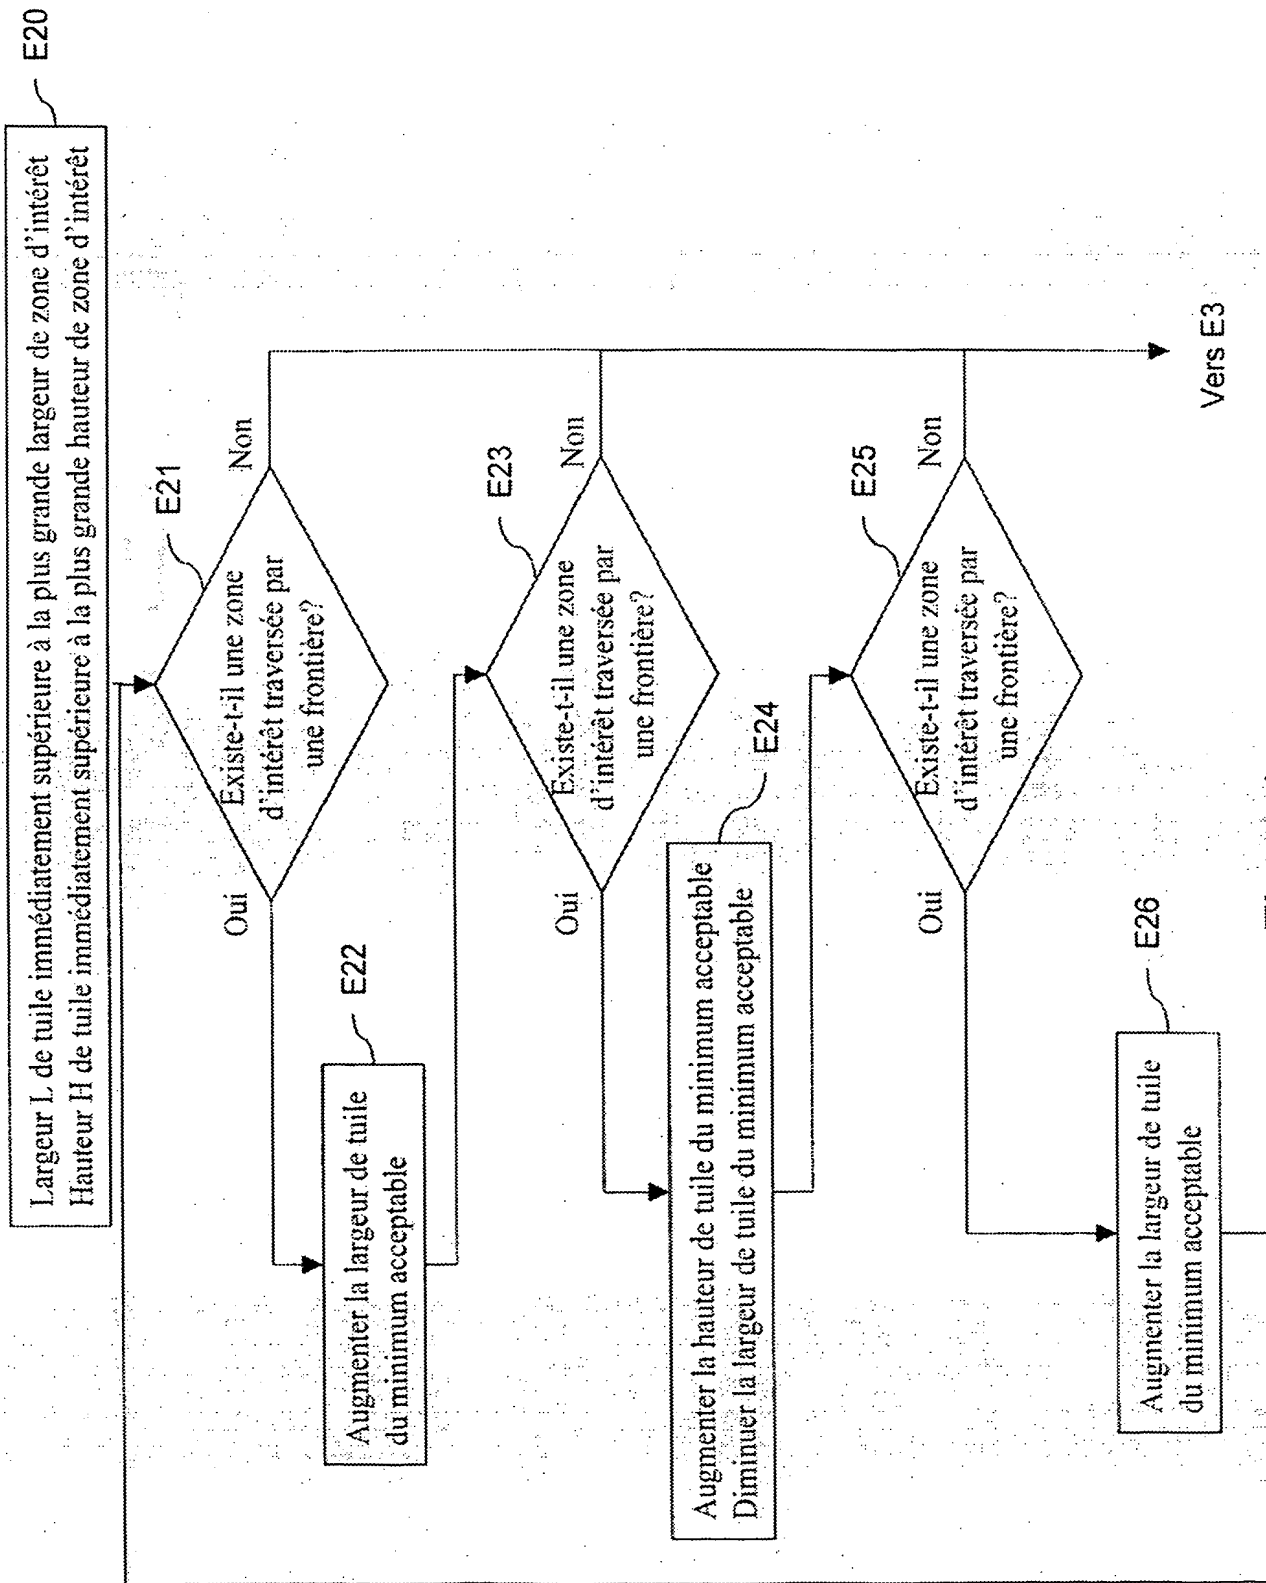 E20
Largeur L de tuile immédiatement supérieure à la plus grande largeur de zone d'intérêt
Hauteur H de tuile immédiatement supérieure à la plus grande hauteur de zone d'intérêt
E21
Existe-t-il une zone
d'intérêt traversée par
une frontière?
Oui
Non
E22
Augmenter la largeur de tuile
du minimum acceptable
E23
Existe-t-il une zone
d'intérêt traversée par
une frontière?
Oui
Non
E24
Augmenter la hauteur de tuile du minimum acceptable
Diminuer la largeur de tuile du minimum acceptable
E25
Existe-t-il une zone
d'intérêt traversée par
une frontière?
Oui
Non
E26
Augmenter la largeur de tuile
du minimum acceptable
Vers E3